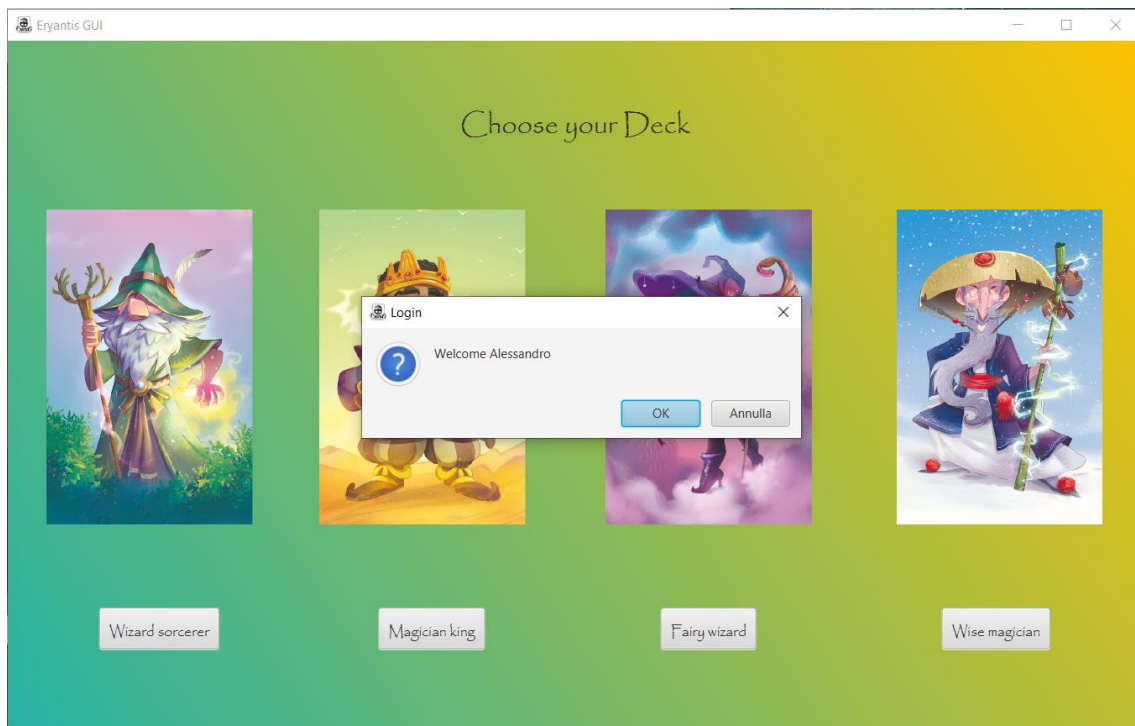 Eryantis GUI
Choose your Deck
Login
?
Welcome Alessandro
OK Annulla
Wizard sorcerer Magician king Fairy wizard Wise magician